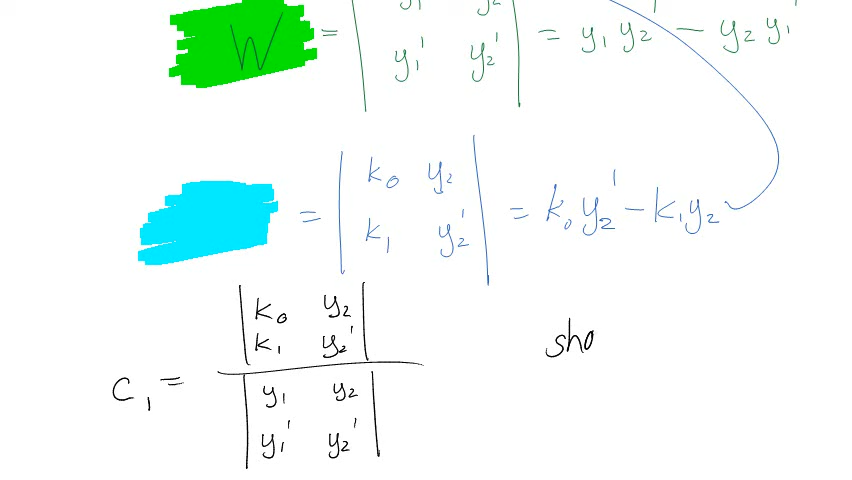 y₁ y₂
W = | y₁' y₂' | = y₁ y₂' − y₂ y₁'
= | k₀ y₂ | = k₀ y₂' − k₁ y₂
| k₁ y₂' |
| k₀ y₂ |
| k₁ y₂' |
c₁ = sho
| y₁ y₂ |
| y₁' y₂' |